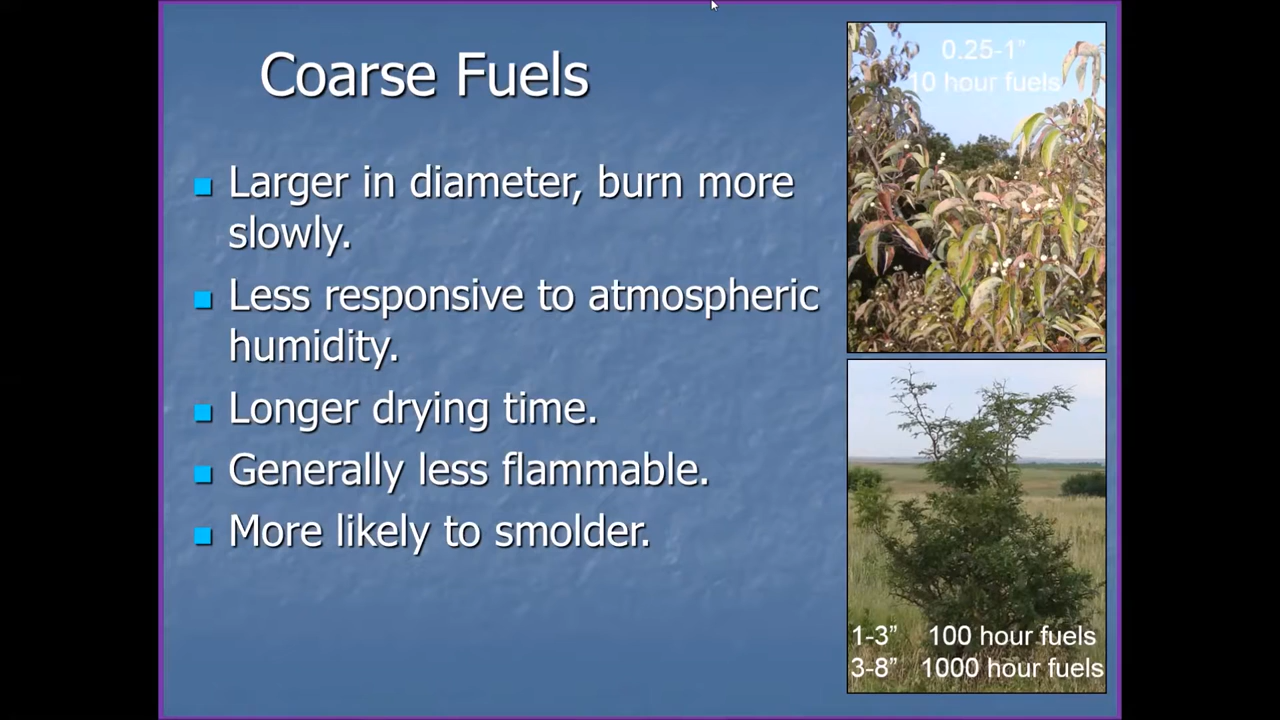 Coarse Fuels
Larger in diameter, burn more
slowly.
Less responsive to atmospheric
humidity.
Longer drying time.
Generally less flammable.
More likely to smolder.
0.25-1”
10 hour fuels
1-3” 100 hour fuels
3-8” 1000 hour fuels